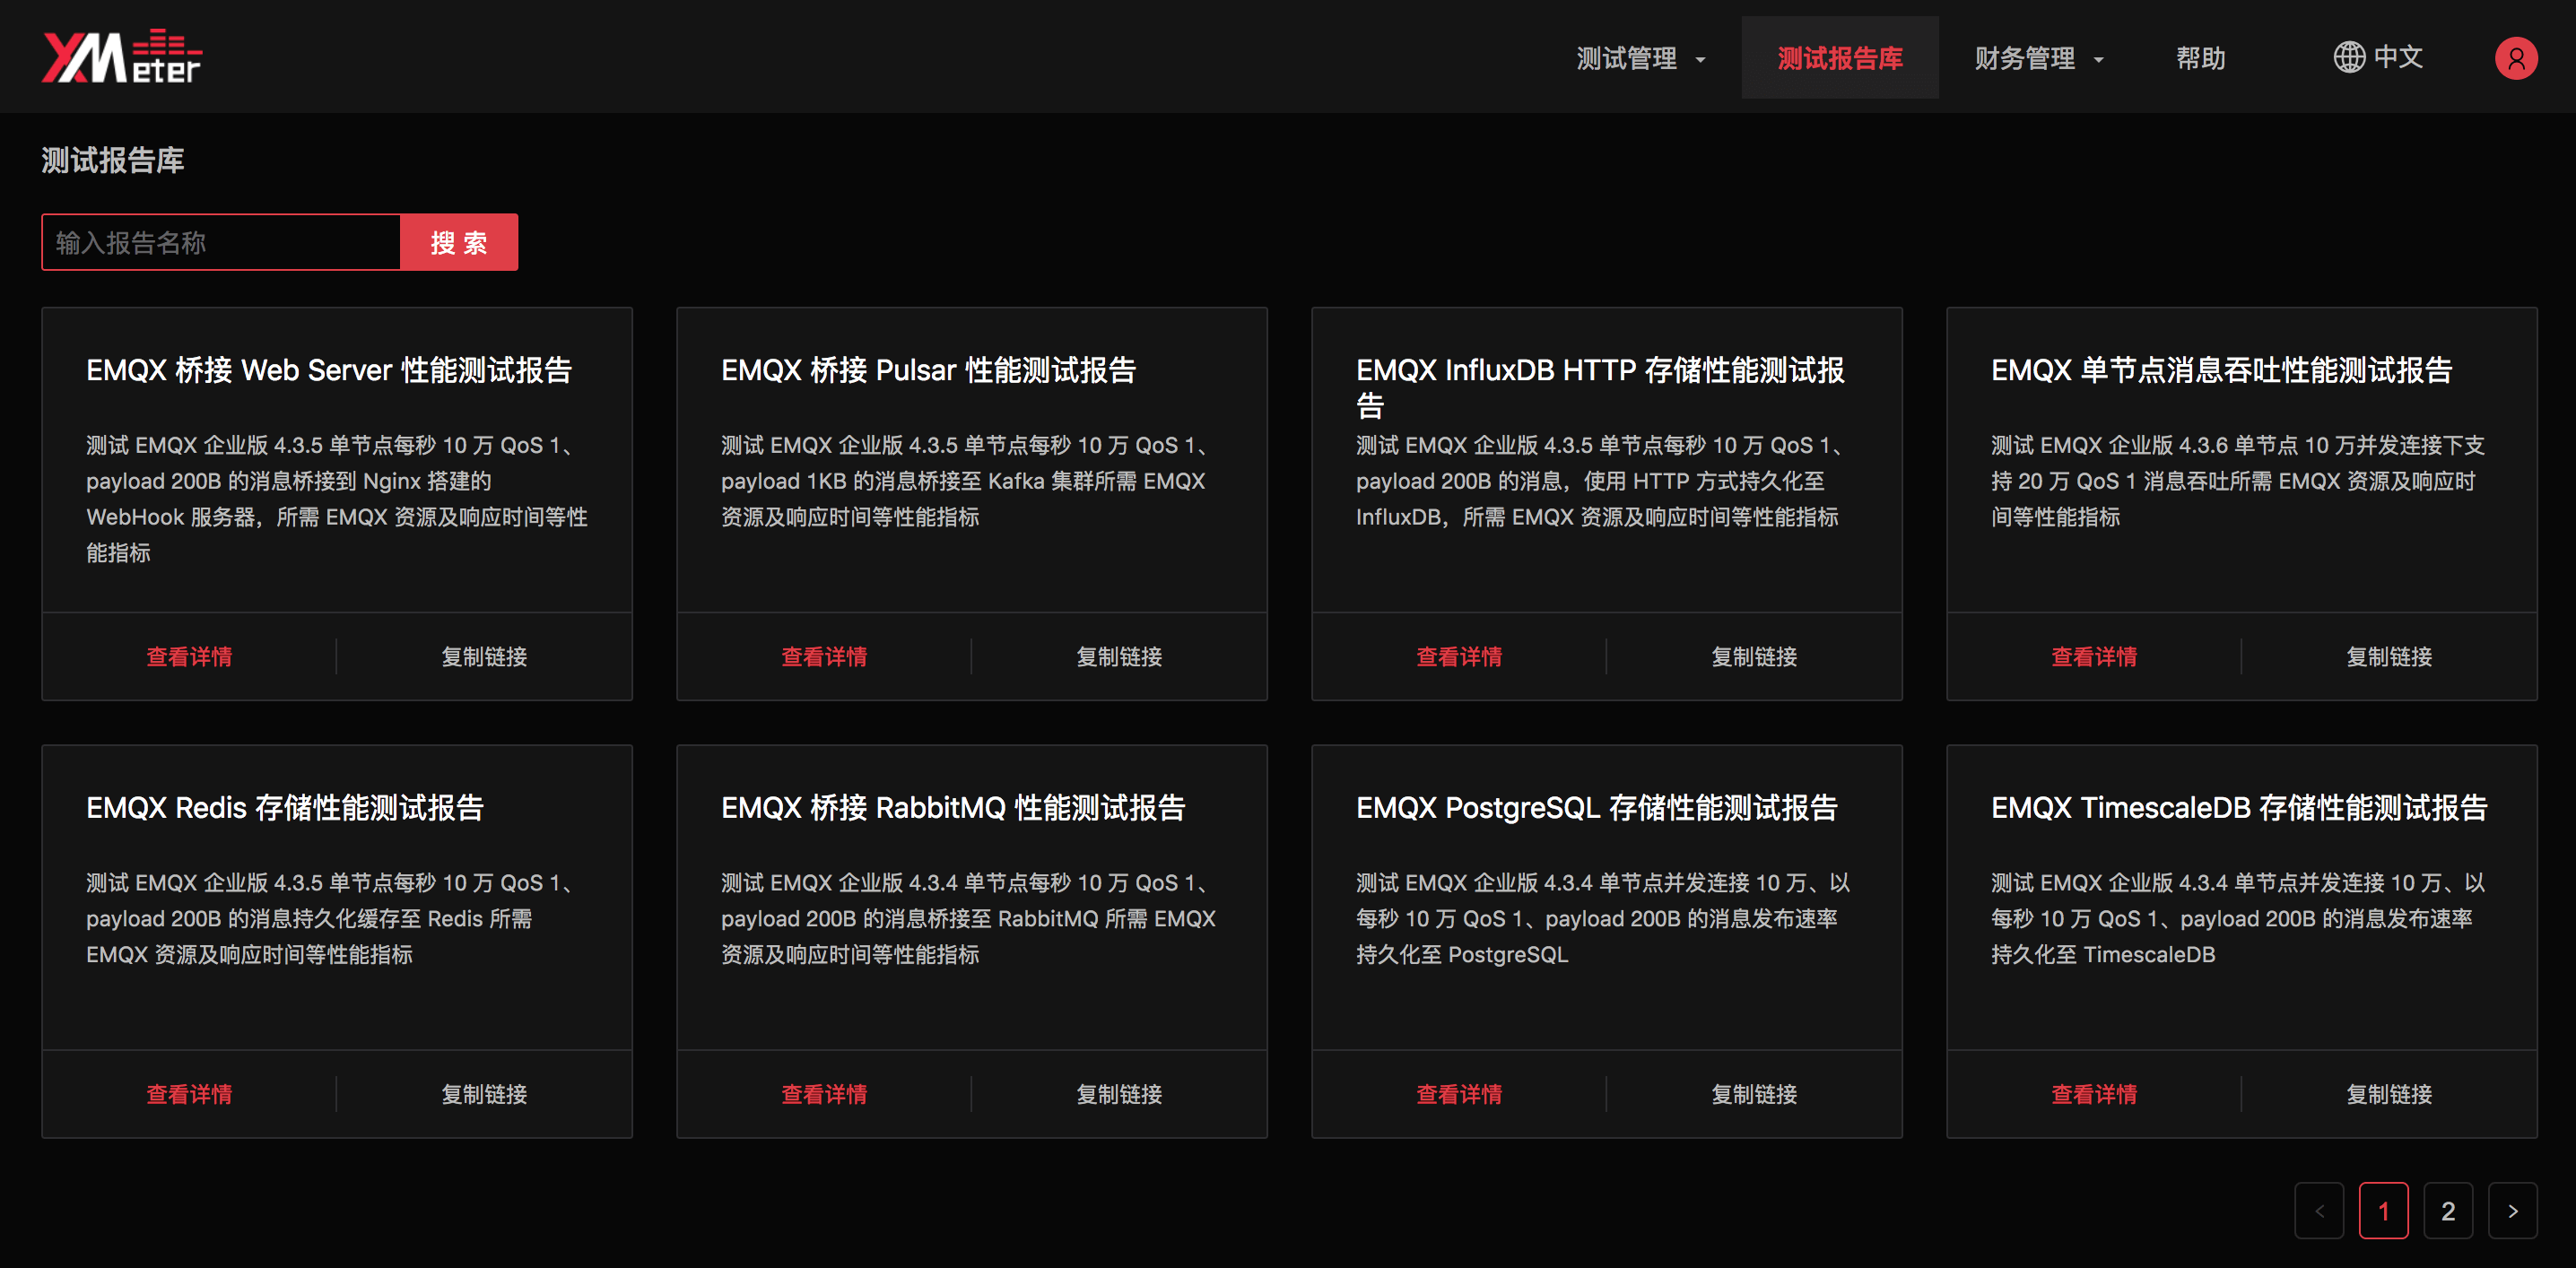 XMeter
测试管理
测试报告库
财务管理
帮助
中文
测试报告库
输入报告名称
搜 索
EMQX 桥接 Web Server 性能测试报告
测试 EMQX 企业版 4.3.5 单节点每秒 10 万 QoS 1、
payload 200B 的消息桥接到 Nginx 搭建的
WebHook 服务器，所需 EMQX 资源及响应时间等性
能指标
查看详情
复制链接
EMQX 桥接 Pulsar 性能测试报告
测试 EMQX 企业版 4.3.5 单节点每秒 10 万 QoS 1、
payload 1KB 的消息桥接至 Kafka 集群所需 EMQX
资源及响应时间等性能指标
查看详情
复制链接
EMQX InfluxDB HTTP 存储性能测试报
告
测试 EMQX 企业版 4.3.5 单节点每秒 10 万 QoS 1、
payload 200B 的消息，使用 HTTP 方式持久化至
InfluxDB，所需 EMQX 资源及响应时间等性能指标
查看详情
复制链接
EMQX 单节点消息吞吐性能测试报告
测试 EMQX 企业版 4.3.6 单节点 10 万并发连接下支
持 20 万 QoS 1 消息吞吐所需 EMQX 资源及响应时
间等性能指标
查看详情
复制链接
EMQX Redis 存储性能测试报告
测试 EMQX 企业版 4.3.5 单节点每秒 10 万 QoS 1、
payload 200B 的消息持久化缓存至 Redis 所需
EMQX 资源及响应时间等性能指标
查看详情
复制链接
EMQX 桥接 RabbitMQ 性能测试报告
测试 EMQX 企业版 4.3.4 单节点每秒 10 万 QoS 1、
payload 200B 的消息桥接至 RabbitMQ 所需 EMQX
资源及响应时间等性能指标
查看详情
复制链接
EMQX PostgreSQL 存储性能测试报告
测试 EMQX 企业版 4.3.4 单节点并发连接 10 万、以
每秒 10 万 QoS 1、payload 200B 的消息发布速率
持久化至 PostgreSQL
查看详情
复制链接
EMQX TimescaleDB 存储性能测试报告
测试 EMQX 企业版 4.3.4 单节点并发连接 10 万、以
每秒 10 万 QoS 1、payload 200B 的消息发布速率
持久化至 TimescaleDB
查看详情
复制链接
< 1 2 >